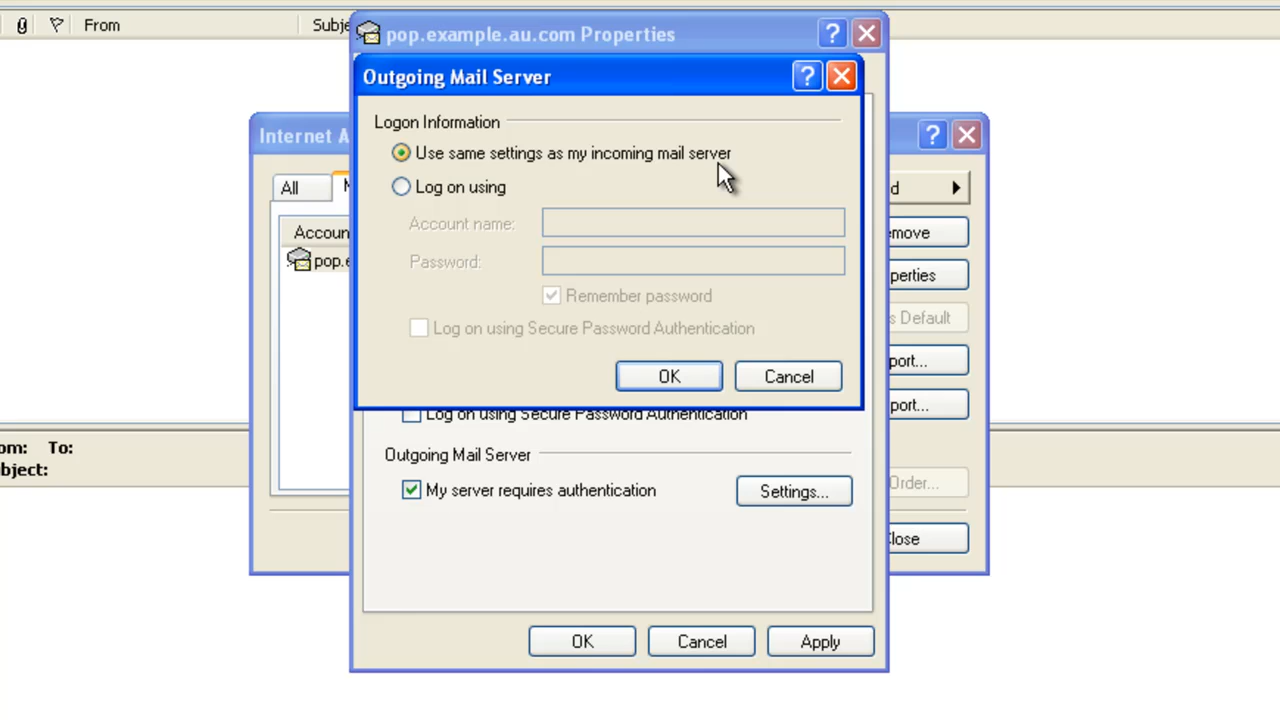 From
Subje
pop.example.au.com Properties
Outgoing Mail Server
Logon Information
Use same settings as my incoming mail server
Log on using
Account name:
Password:
Remember password
Log on using Secure Password Authentication
OK
Cancel
Log on using Secure Password Authentication
Outgoing Mail Server
My server requires authentication
Settings...
OK
Cancel
Apply
Internet A
All
Accoun
pop.e
d
emove
perties
s Default
port...
port...
Order...
Close
om: To:
bject: